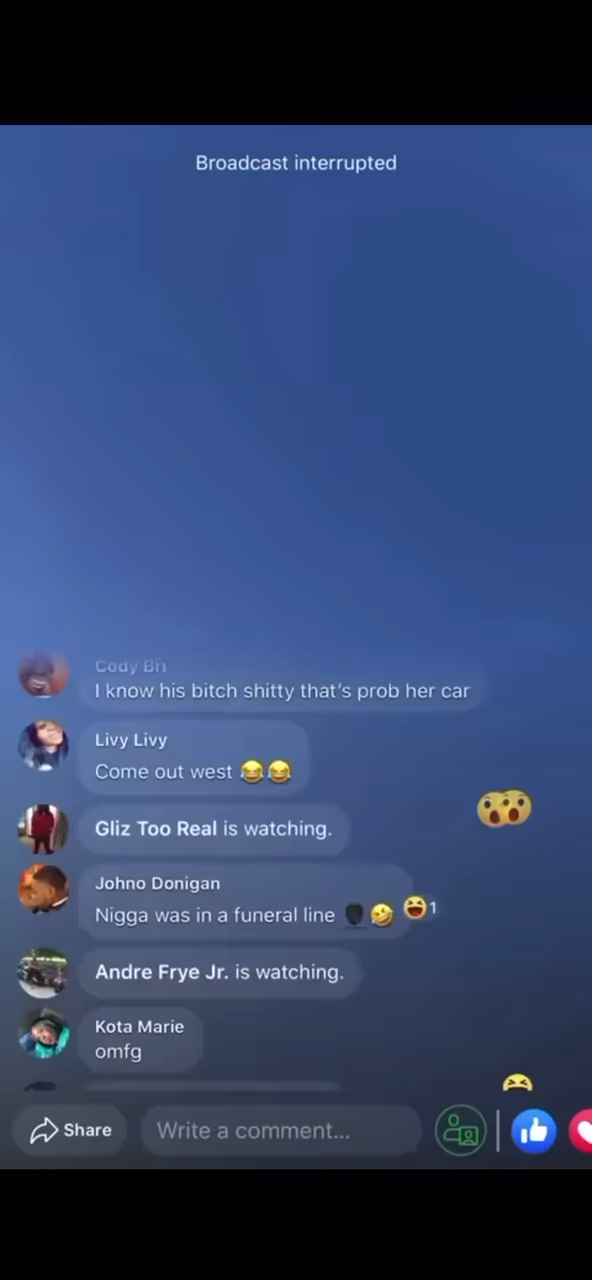 Broadcast interrupted
Cody Bri
I know his bitch shitty that's prob her car
Livy Livy
Come out west 😂😂
Gliz Too Real is watching.
Johno Donigan
Nigga was in a funeral line 🗣🤣
1
Andre Frye Jr. is watching.
Kota Marie
omfg
Share
Write a comment...